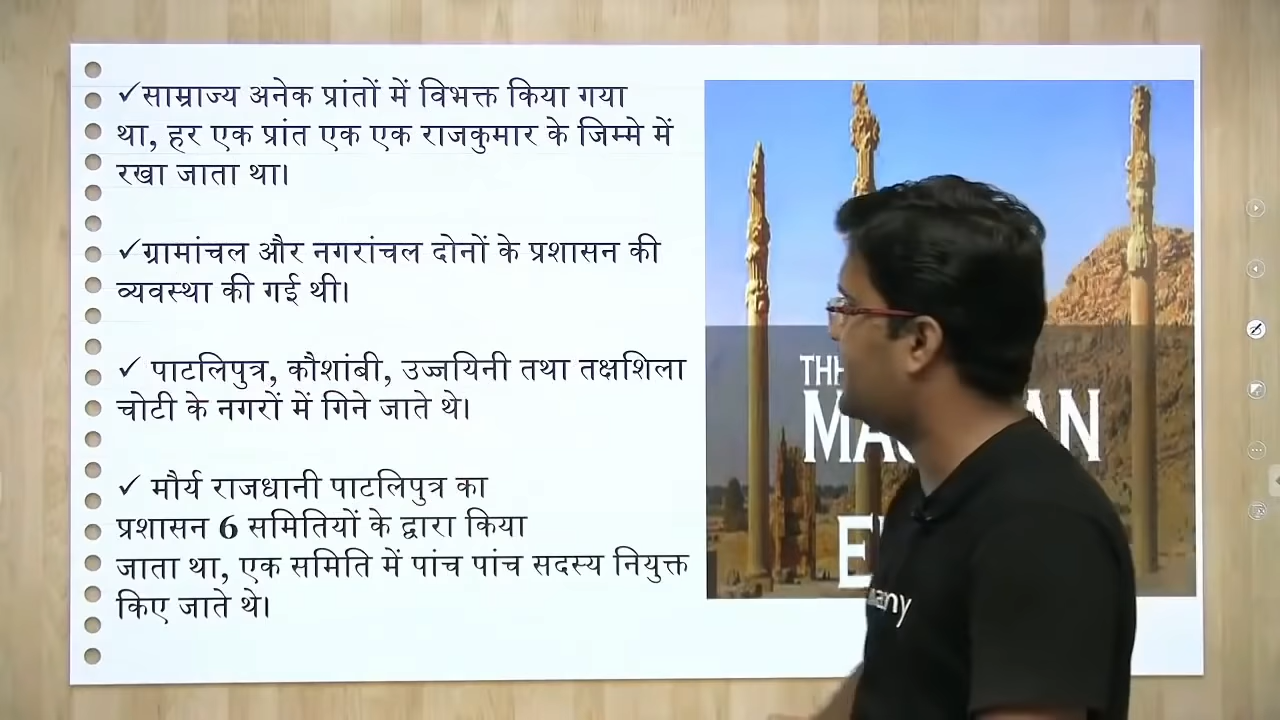 ✓साम्राज्य अनेक प्रांतों में विभक्त किया गया
था, हर एक प्रांत एक एक राजकुमार के जिम्मे में
रखा जाता था।
✓ग्रामांचल और नगरांचल दोनों के प्रशासन की
व्यवस्था की गई थी।
✓ पाटलिपुत्र, कौशांबी, उज्जयिनी तथा तक्षशिला
चोटी के नगरों में गिने जाते थे।
✓ मौर्य राजधानी पाटलिपुत्र का
प्रशासन 6 समितियों के द्वारा किया
जाता था, एक समिति में पांच पांच सदस्य नियुक्त
किए जाते थे।